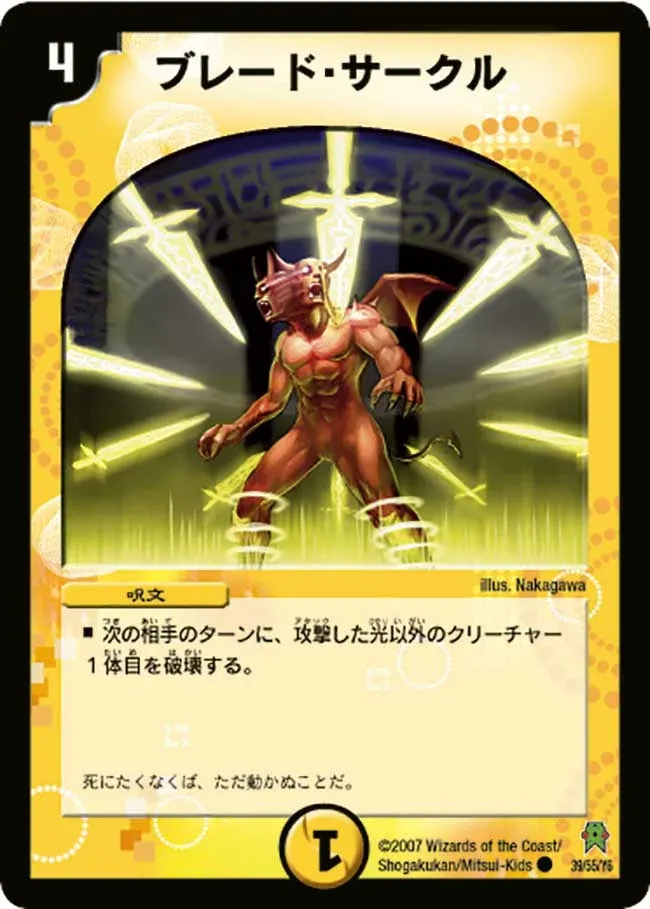 4
ブレード・サークル
illus. Nakagawa
呪文
■ 次の相手のターンに、攻撃した光以外のクリーチャー
1体目を破壊する。
死にたくなくば、ただ動かぬことだ。
1
©2007 Wizards of the Coast/
Shogakukan/Mitsui-Kids
39/55/Y6